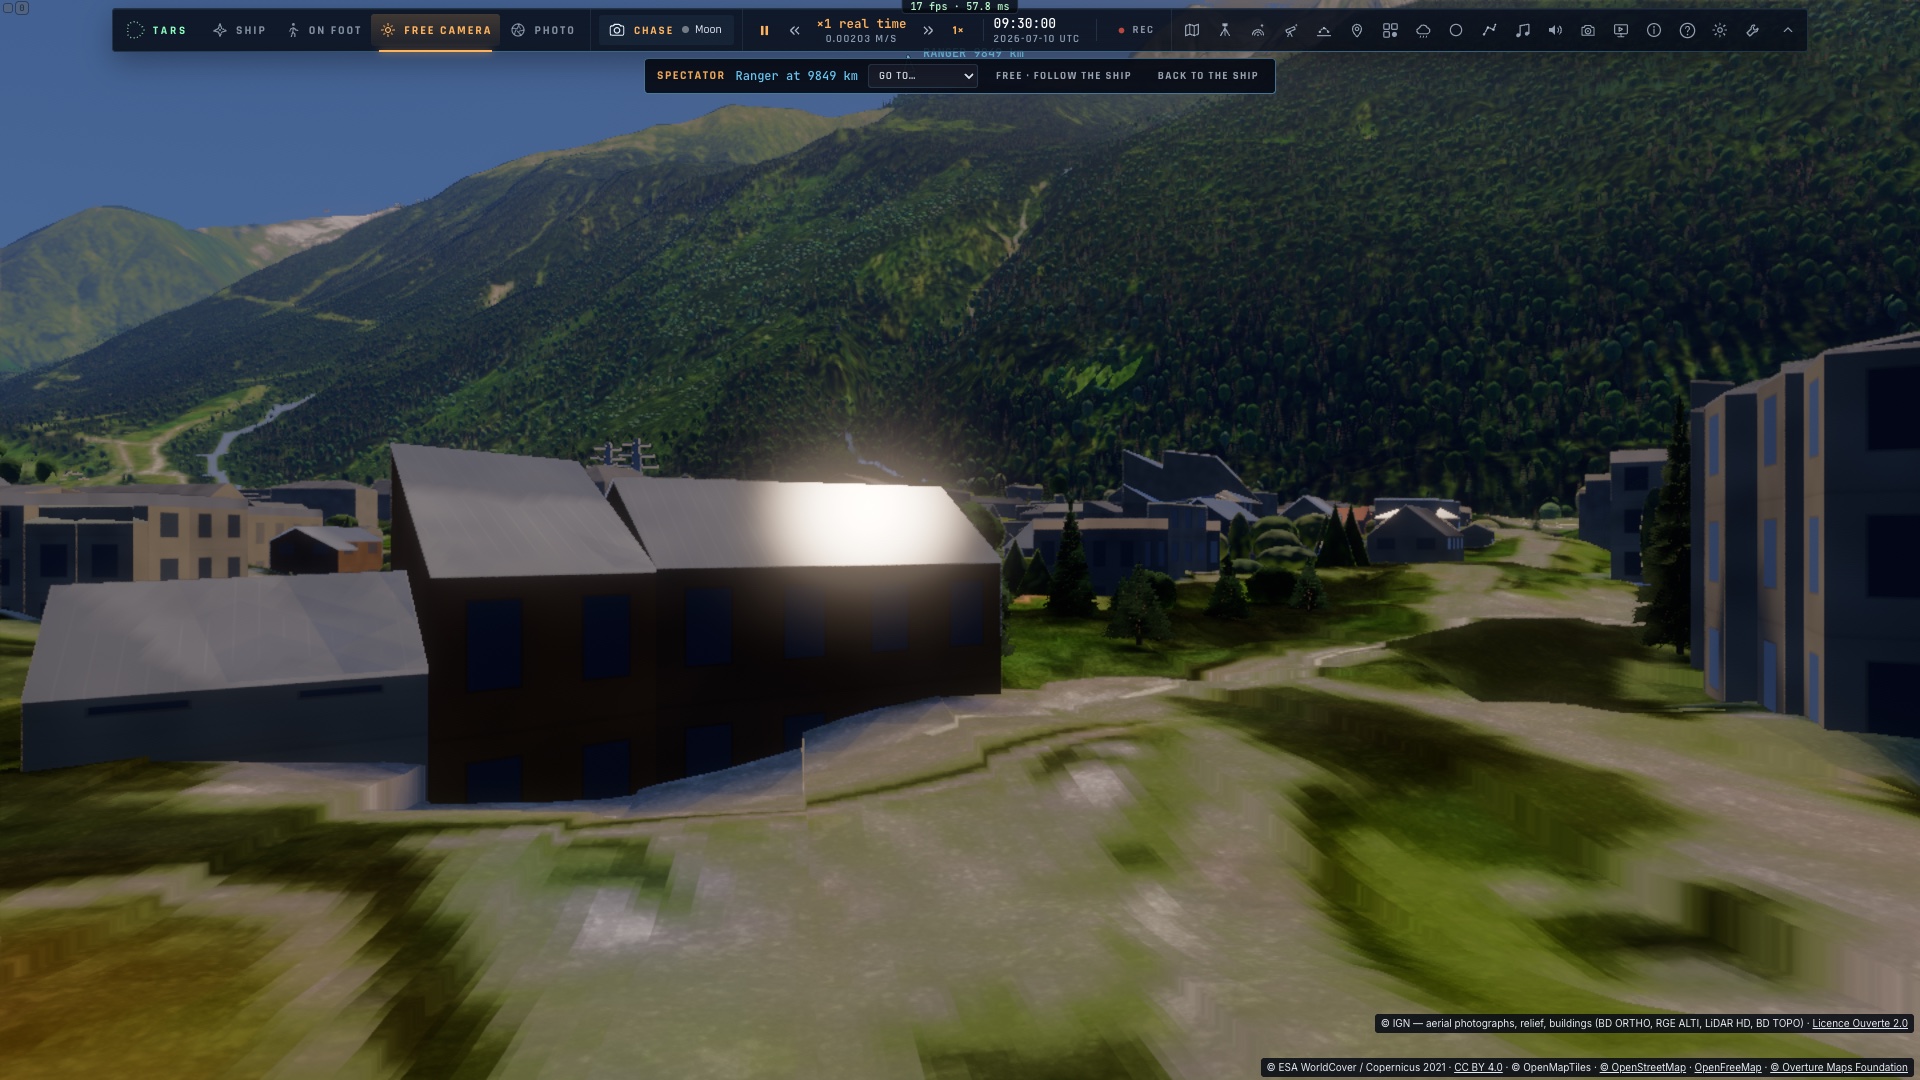 17 fps · 57.8 ms
TARS SHIP ON FOOT FREE CAMERA PHOTO CHASE Moon ×1 real time 1× 09:30:00 REC
0.00203 M/S 2026-07-10 UTC
RANGER 9849 km
SPECTATOR Ranger at 9849 km GO TO… FREE · FOLLOW THE SHIP BACK TO THE SHIP
© IGN — aerial photographs, relief, buildings (BD ORTHO, RGE ALTI, LiDAR HD, BD TOPO) · Licence Ouverte 2.0
© ESA WorldCover / Copernicus 2021 · CC BY 4.0 · © OpenMapTiles · © OpenStreetMap · OpenFreeMap · © Overture Maps Foundation